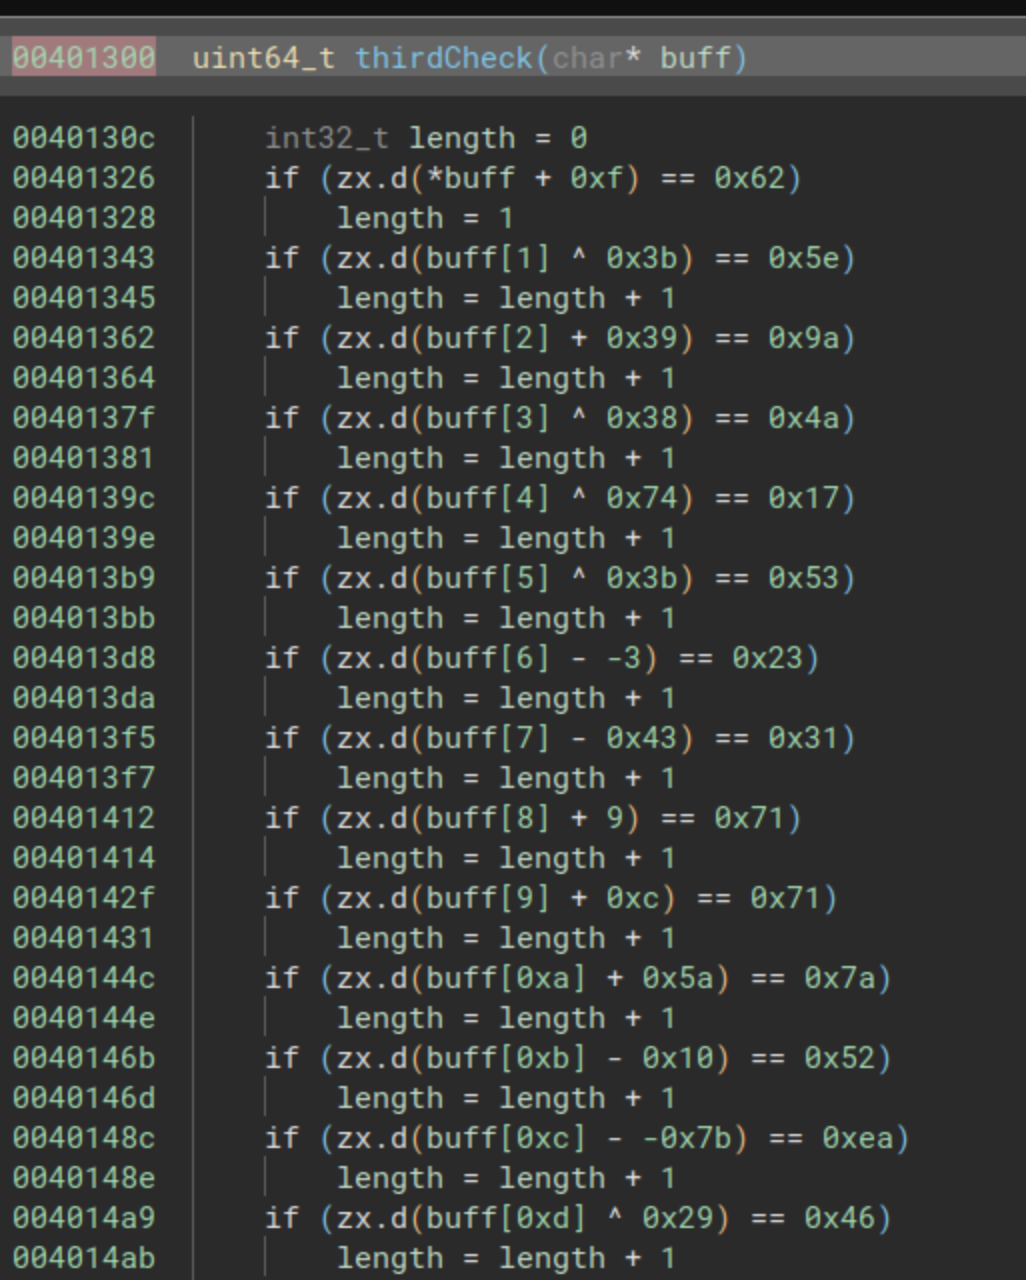 00401300 uint64_t thirdCheck(char* buff)
0040130c int32_t length = 0
00401326 if (zx.d(*buff + 0xf) == 0x62)
00401328 length = 1
00401343 if (zx.d(buff[1] ^ 0x3b) == 0x5e)
00401345 length = length + 1
00401362 if (zx.d(buff[2] + 0x39) == 0x9a)
00401364 length = length + 1
0040137f if (zx.d(buff[3] ^ 0x38) == 0x4a)
00401381 length = length + 1
0040139c if (zx.d(buff[4] ^ 0x74) == 0x17)
0040139e length = length + 1
004013b9 if (zx.d(buff[5] ^ 0x3b) == 0x53)
004013bb length = length + 1
004013d8 if (zx.d(buff[6] - -3) == 0x23)
004013da length = length + 1
004013f5 if (zx.d(buff[7] - 0x43) == 0x31)
004013f7 length = length + 1
00401412 if (zx.d(buff[8] + 9) == 0x71)
00401414 length = length + 1
0040142f if (zx.d(buff[9] + 0xc) == 0x71)
00401431 length = length + 1
0040144c if (zx.d(buff[0xa] + 0x5a) == 0x7a)
0040144e length = length + 1
0040146b if (zx.d(buff[0xb] - 0x10) == 0x52)
0040146d length = length + 1
0040148c if (zx.d(buff[0xc] - -0x7b) == 0xea)
0040148e length = length + 1
004014a9 if (zx.d(buff[0xd] ^ 0x29) == 0x46)
004014ab length = length + 1